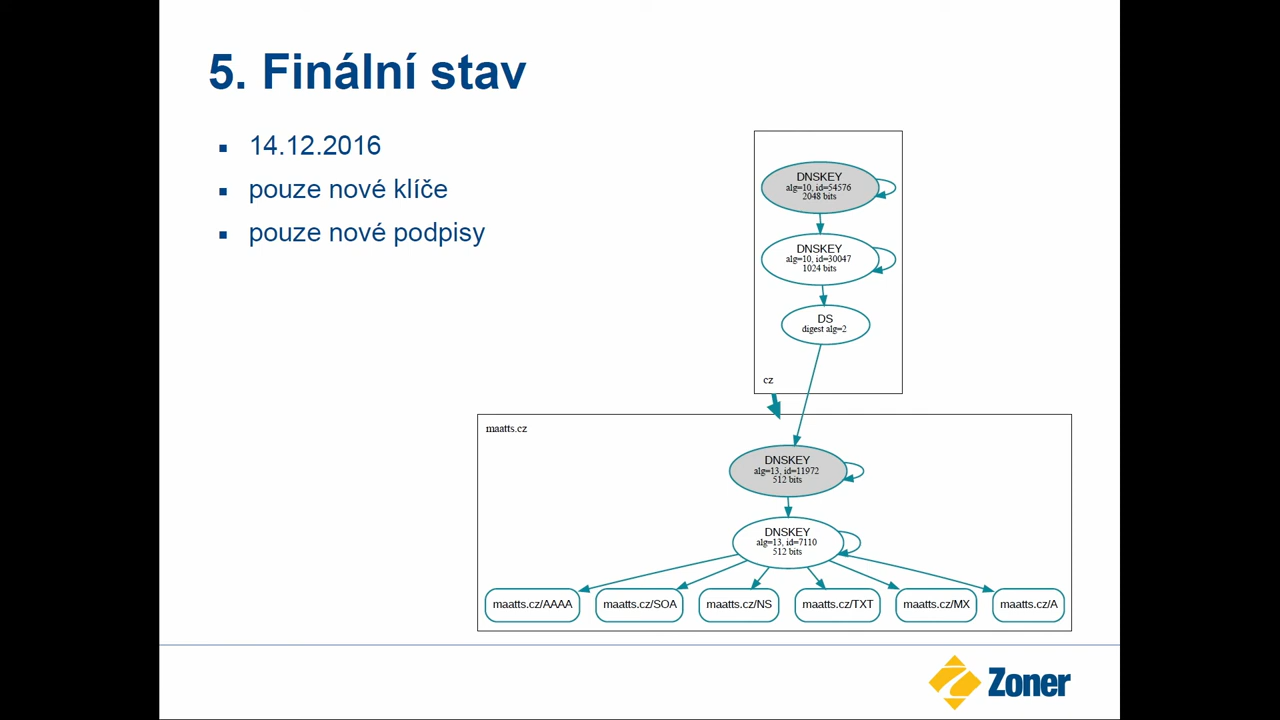 5. Finální stav
14.12.2016
pouze nové klíče
pouze nové podpisy
DNSKEY
alg=10, id=54576
2048 bits
DNSKEY
alg=10, id=30047
1024 bits
DS
digest alg=2
cz
maatts.cz
DNSKEY
alg=13, id=11972
512 bits
DNSKEY
alg=13, id=7110
512 bits
maatts.cz/AAAA
maatts.cz/SOA
maatts.cz/NS
maatts.cz/TXT
maatts.cz/MX
maatts.cz/A
Zoner